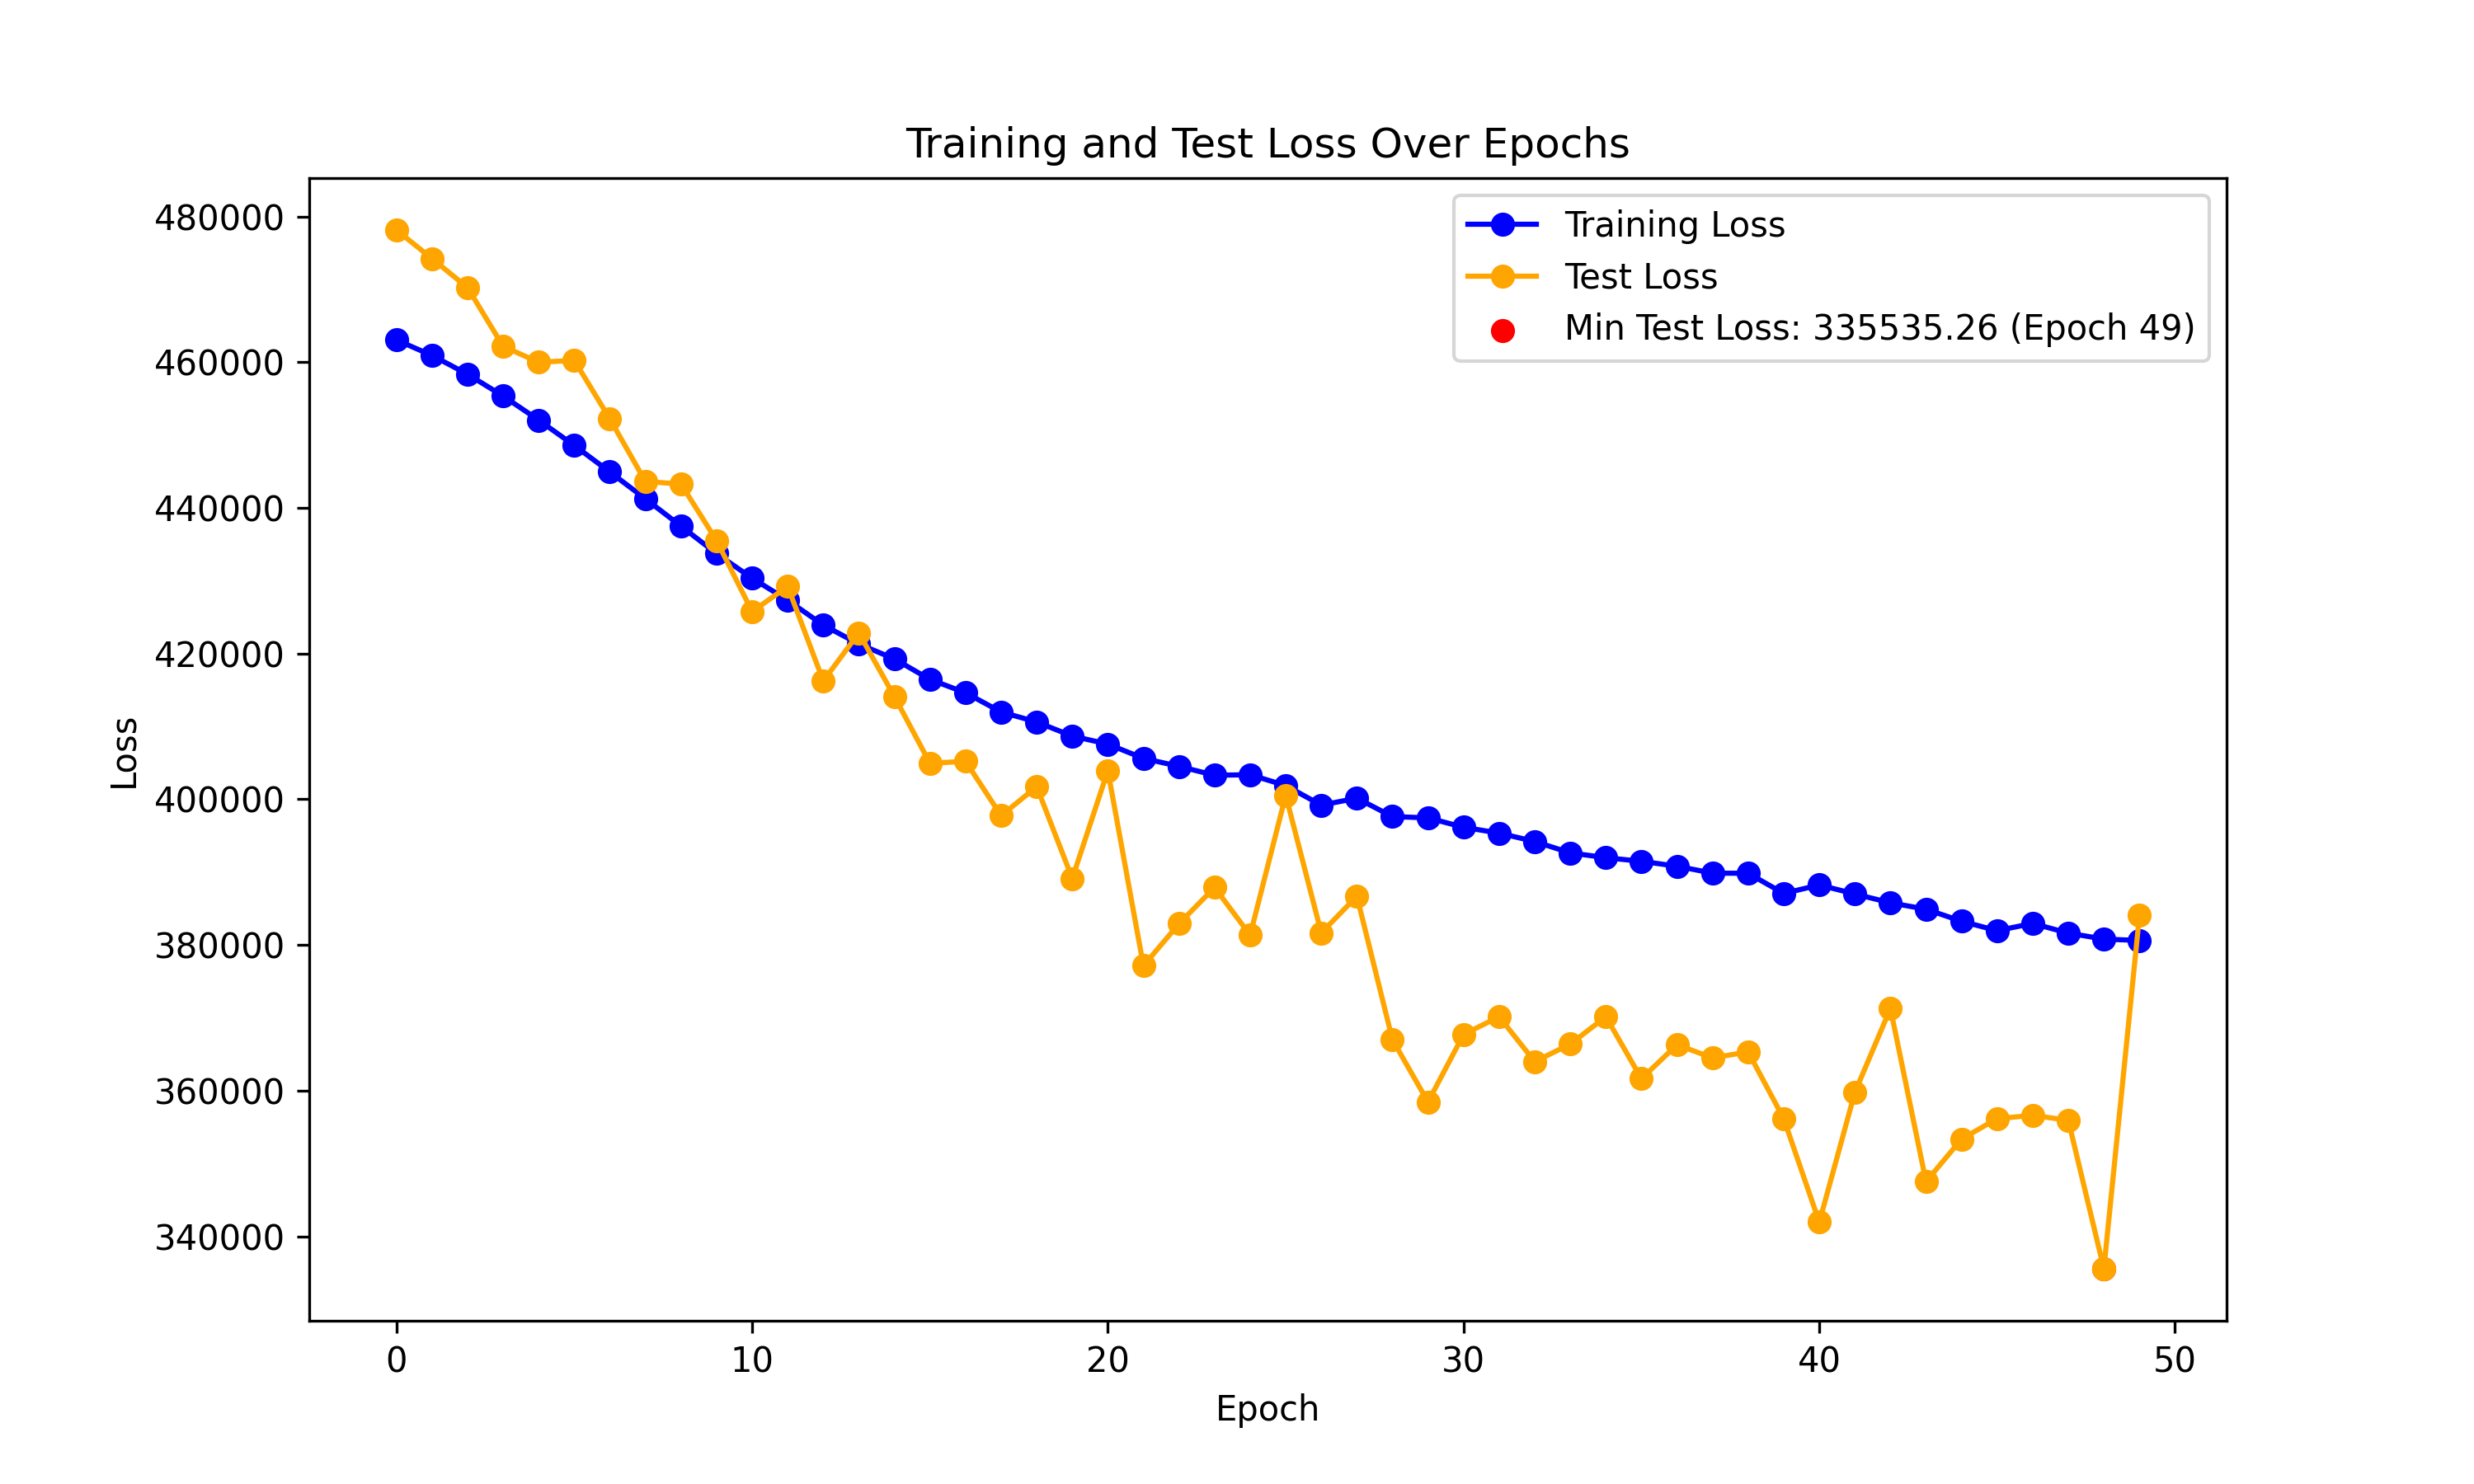 Training and Test Loss Over Epochs
Training Loss
Test Loss
Min Test Loss: 335535.26 (Epoch 49)
Loss
480000
460000
440000
420000
400000
380000
360000
340000
0 10 20 30 40 50
Epoch